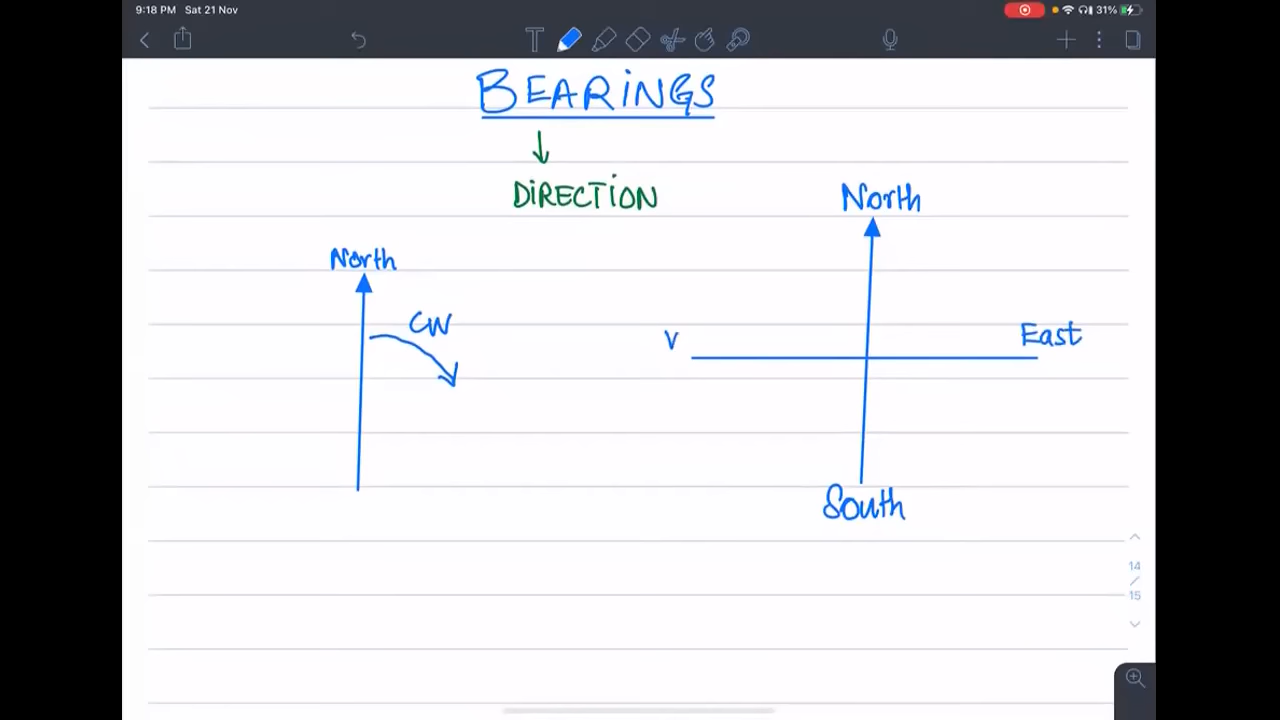 9:18 PM Sat 21 Nov
31%
T
BEARINGS
DIRECTION
North
North
CW
V
East
South
14
/
15